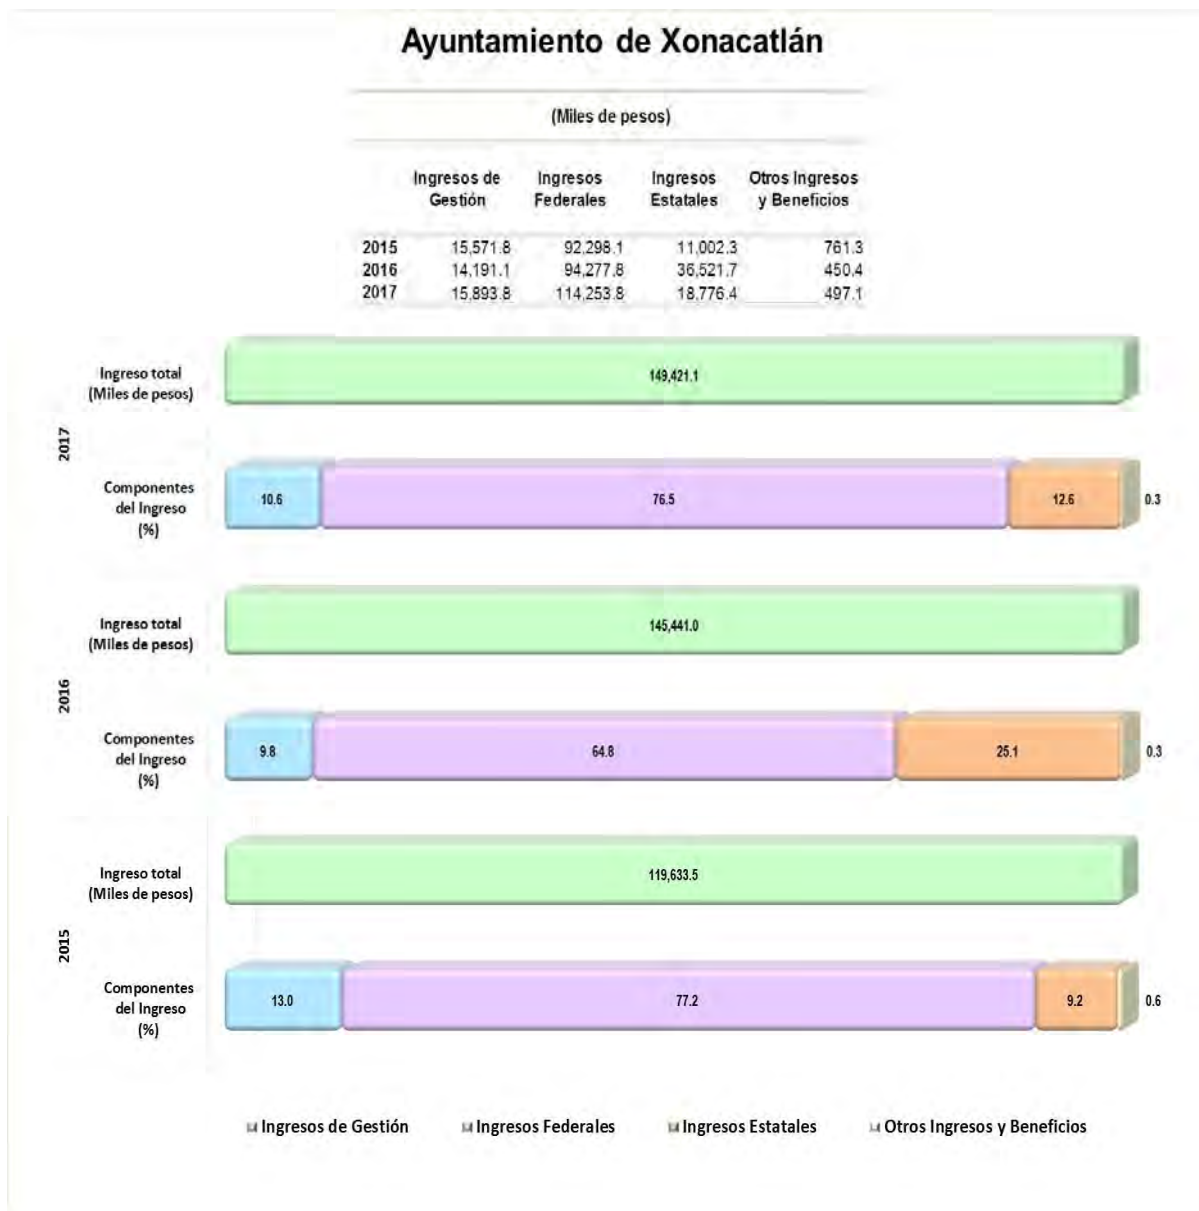 Ayuntamiento de Xonacatlán
(Miles de pesos)
Ingresos de Ingresos Ingresos Otros Ingresos
Gestión Federales Estatales y Beneficios
2015 15,571.8 92,298.1 11,002.3 761.3
2016 14,191.1 94,277.8 36,521.7 450.4
2017 15,893.8 114,253.8 18,776.4 497.1
2017
Ingreso total
(Miles de pesos)
149,421.1
Componentes
del Ingreso
(%)
10.6 76.5 12.6 0.3
2016
Ingreso total
(Miles de pesos)
145,441.0
Componentes
del Ingreso
(%)
9.8 64.8 25.1 0.3
2015
Ingreso total
(Miles de pesos)
119,633.5
Componentes
del Ingreso
(%)
13.0 77.2 9.2 0.6
Ingresos de Gestión Ingresos Federales Ingresos Estatales Otros Ingresos y Beneficios